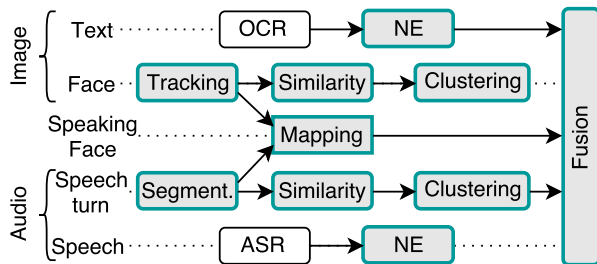 Image
Text
OCR
NE
Face
Tracking
Similarity
Clustering
Speaking
Face
Mapping
Fusion
Audio
Speech
turn
Segment.
Similarity
Clustering
Speech
ASR
NE